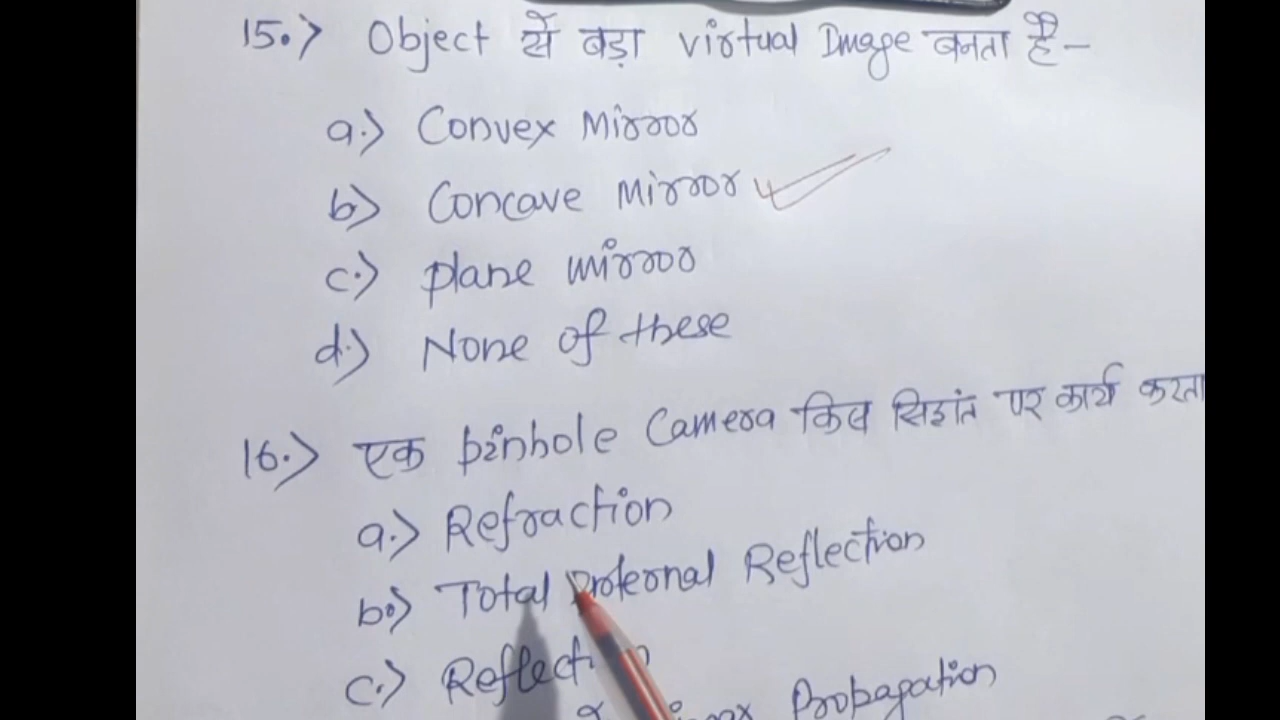 15.> Object से बड़ा virtual Image बनता है -
a.) Convex Mirror
b.) Concave Mirror
c.) plane mirror
d.) None of these
16.> एक pinhole Camera किस सिद्धांत पर कार्य करता
a.) Refraction
b.) Total Internal Reflection
c.) Reflection
Propagation